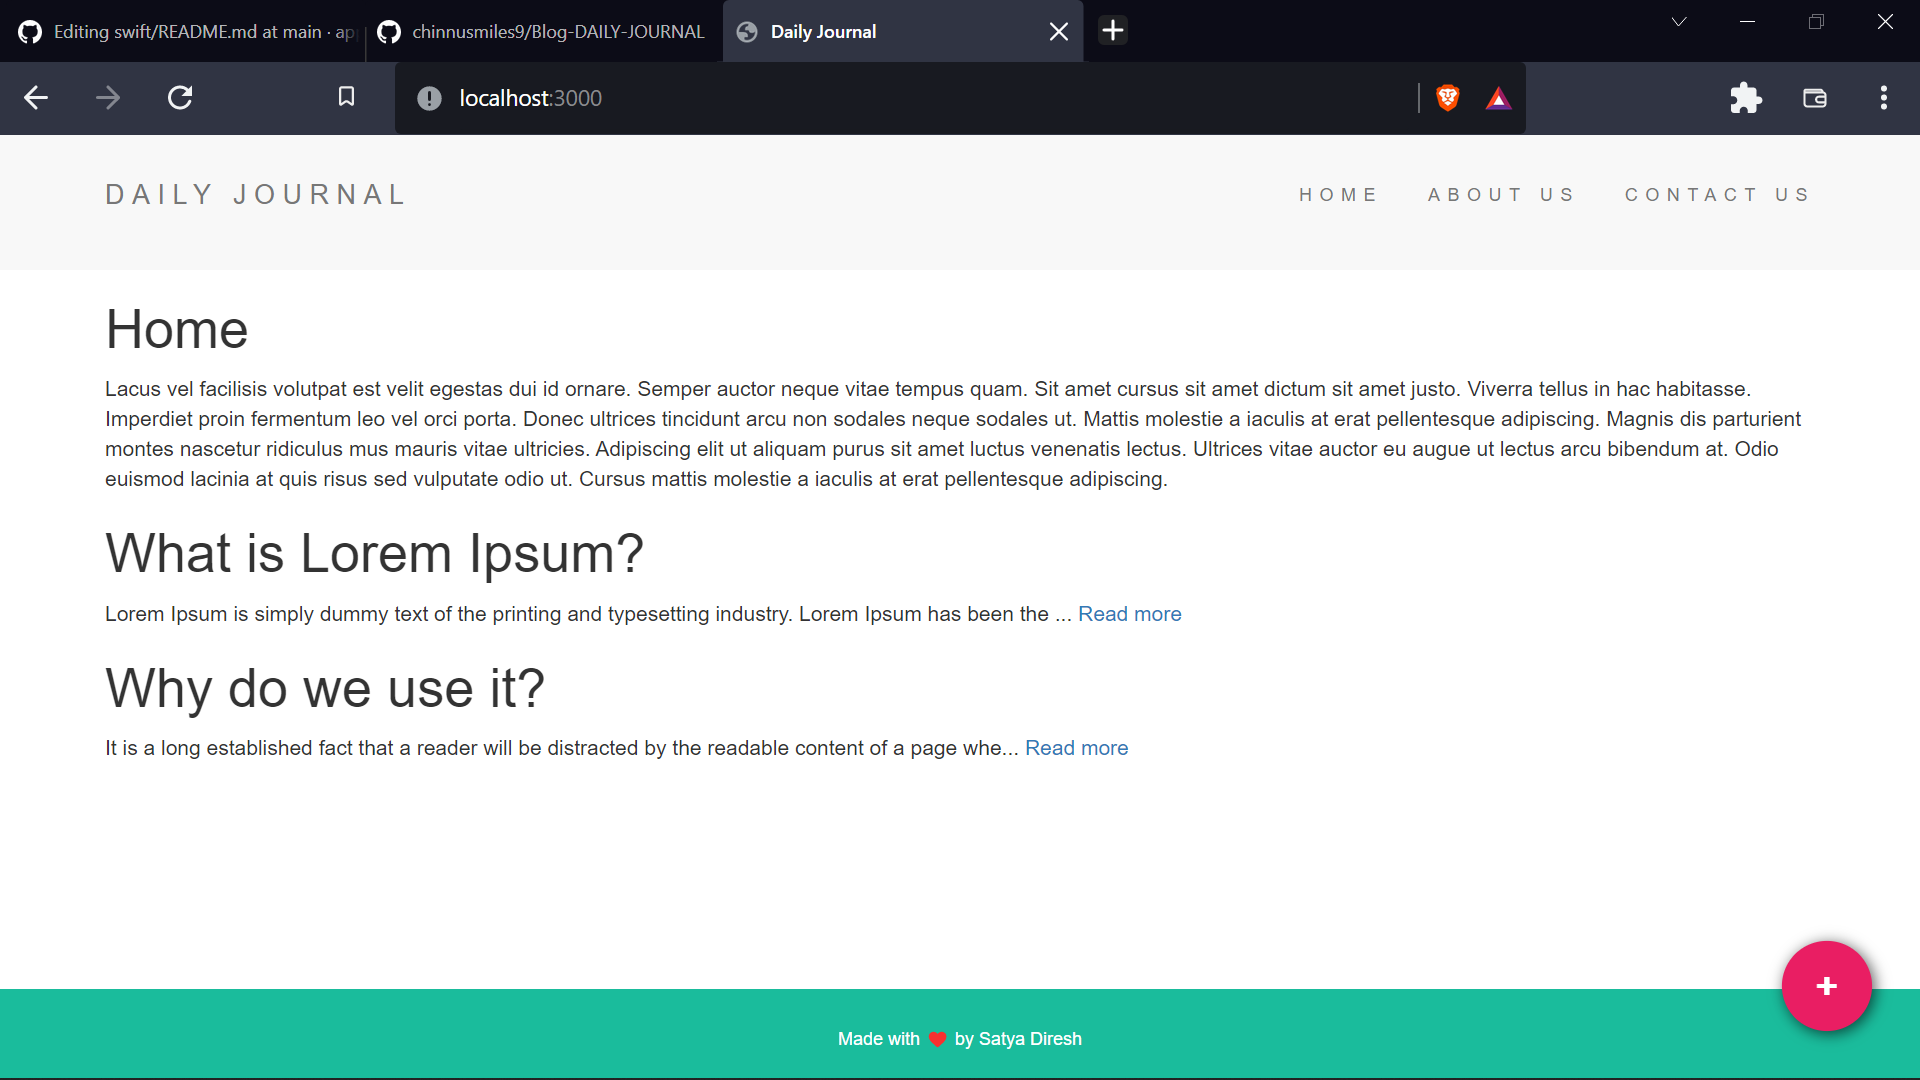 Editing swift/README.md at main · ap
chinnusmiles9/Blog-DAILY-JOURNAL
Daily Journal
localhost:3000
DAILY JOURNAL
HOME
ABOUT US
CONTACT US
Home
Lacus vel facilisis volutpat est velit egestas dui id ornare. Semper auctor neque vitae tempus quam. Sit amet cursus sit amet dictum sit amet justo. Viverra tellus in hac habitasse.
Imperdiet proin fermentum leo vel orci porta. Donec ultrices tincidunt arcu non sodales neque sodales ut. Mattis molestie a iaculis at erat pellentesque adipiscing. Magnis dis parturient
montes nascetur ridiculus mus mauris vitae ultricies. Adipiscing elit ut aliquam purus sit amet luctus venenatis lectus. Ultrices vitae auctor eu augue ut lectus arcu bibendum at. Odio
euismod lacinia at quis risus sed vulputate odio ut. Cursus mattis molestie a iaculis at erat pellentesque adipiscing.
What is Lorem Ipsum?
Lorem Ipsum is simply dummy text of the printing and typesetting industry. Lorem Ipsum has been the ... Read more
Why do we use it?
It is a long established fact that a reader will be distracted by the readable content of a page whe... Read more
+
Made with ❤ by Satya Diresh